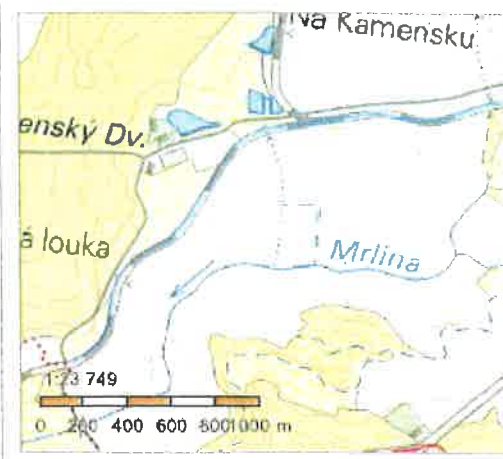 Na Kamensku
enský Dv.
á louka
Mrlina
1:23 749
0 200 400 600 8001000 m